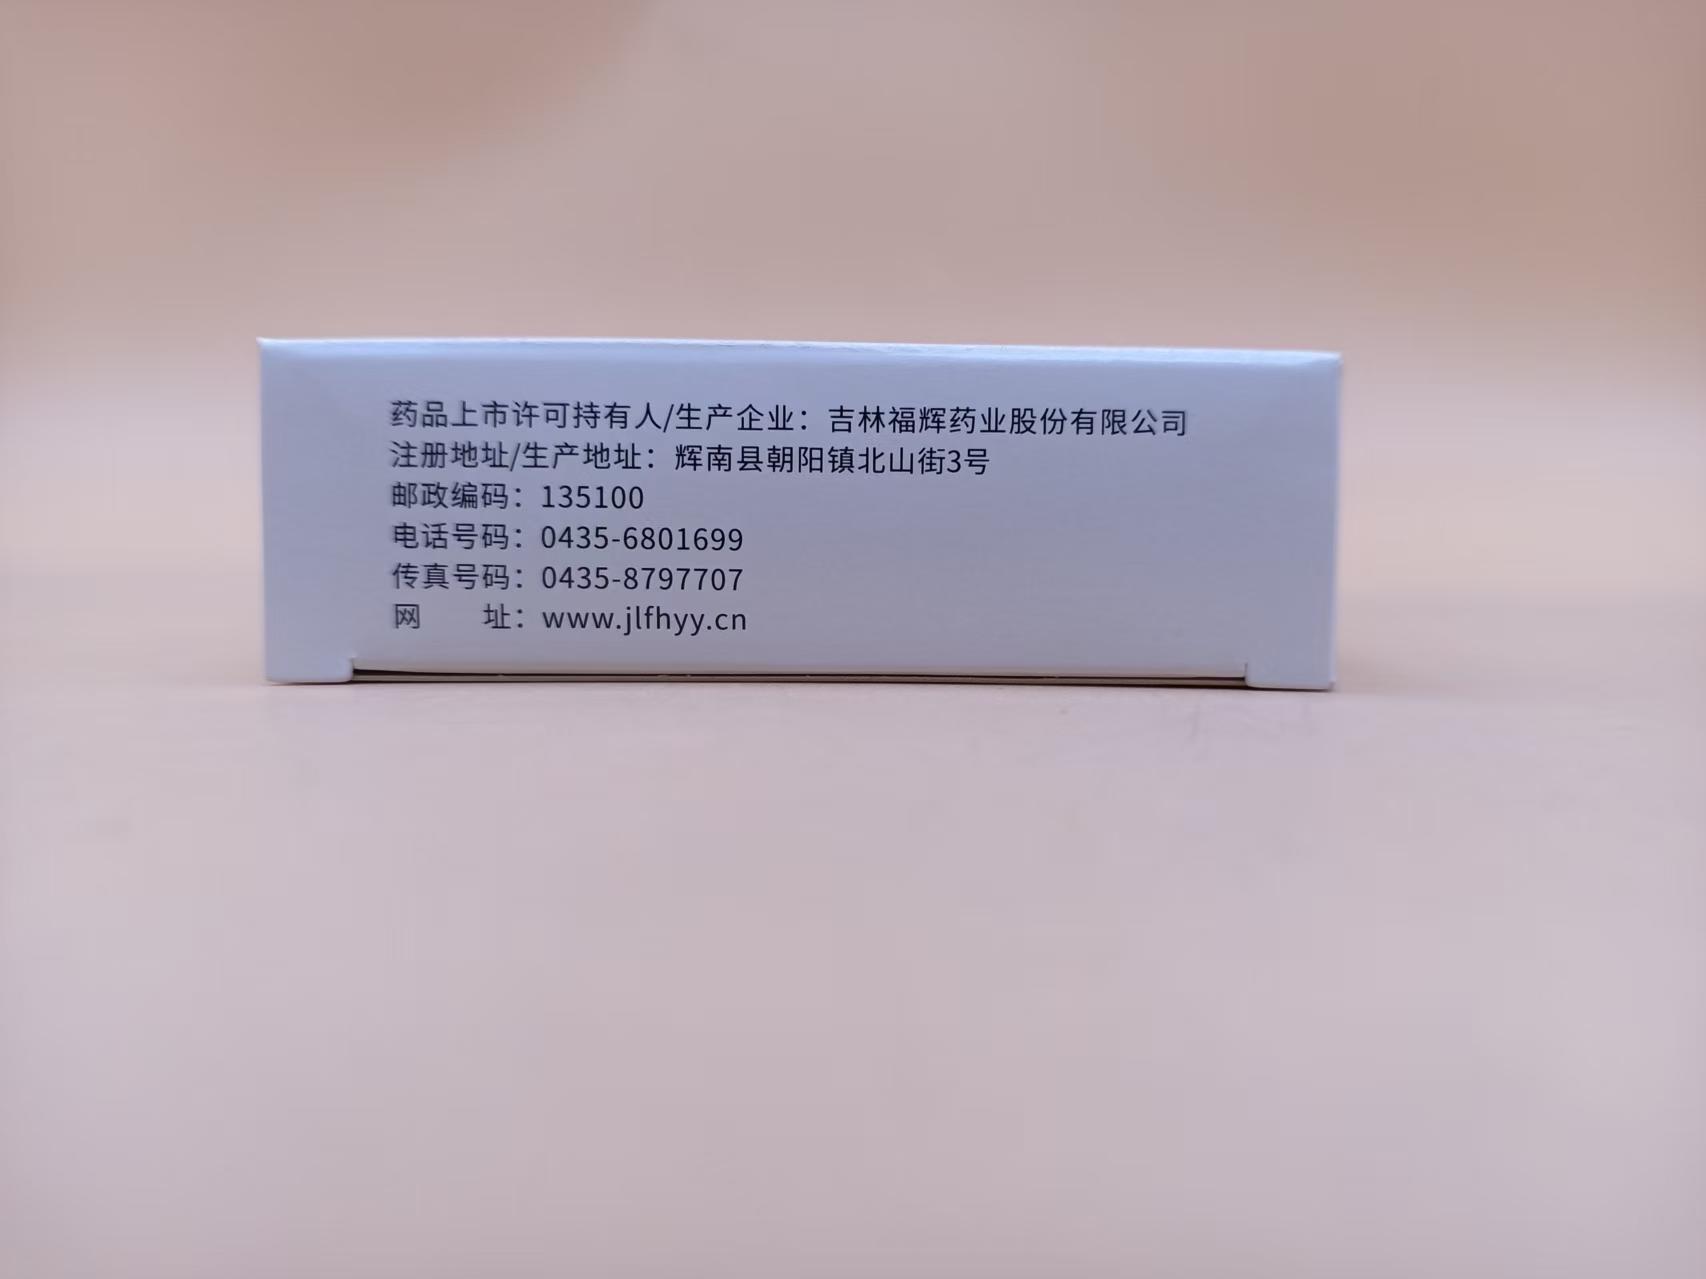 药品上市许可持有人/生产企业：吉林福辉药业股份有限公司
注册地址/生产地址：辉南县朝阳镇北山街3号
邮政编码：135100
电话号码：0435-6801699
传真号码：0435-8797707
网　　址：www.jlfhyy.cn